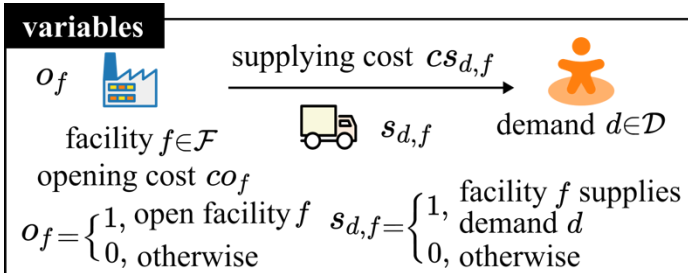 variables
o_f
supplying cost cs_{d,f}
s_{d,f}
facility f∈ℱ
demand d∈𝒟
opening cost co_f
o_f={1, open facility f
0, otherwise
s_{d,f}={1, facility f supplies
demand d
0, otherwise